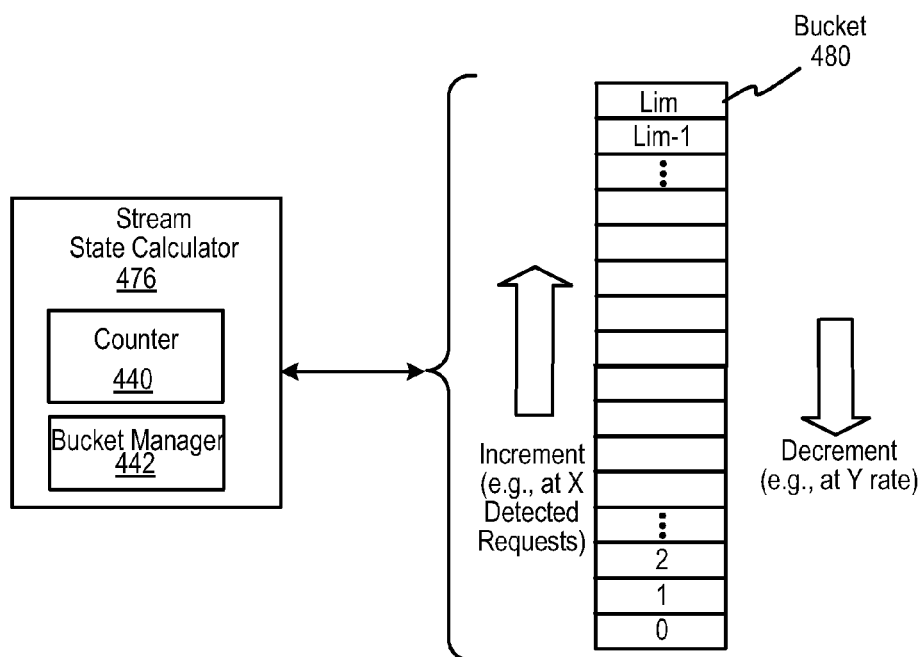 Bucket
480
Lim
Lim-1
⋮
Stream
State Calculator
476
Counter
440
Bucket Manager
442
Increment
(e.g., at X
Detected
Requests)
Decrement
(e.g., at Y rate)
⋮
2
1
0